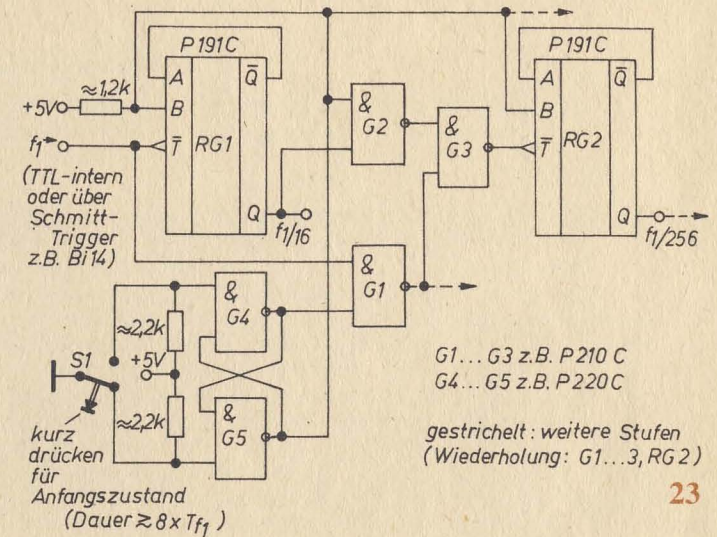 P191C
A
Q̅
≈1,2k
+5V
B
f₁
T̅
RG1
(TTL-intern
oder über
Schmitt-
Trigger
z.B. Bi14)
Q
f₁/16
&
G2
&
G3
P191C
A
Q̅
B
T̅
RG2
Q
f₁/256
&
G1
&
G4
≈2,2k
S1
+5V
≈2,2k
&
G5
kurz
drücken
für
Anfangszustand
(Dauer ≳ 8 x Tf₁)
G1...G3 z.B. P210C
G4...G5 z.B. P220C
gestrichelt: weitere Stufen
(Wiederholung: G1...3, RG2)
23